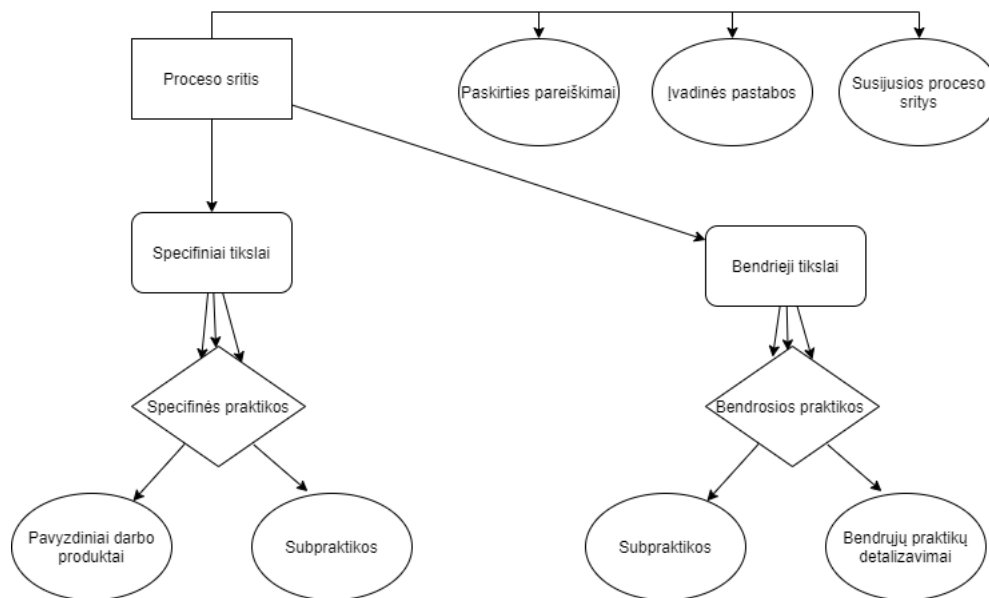 Proceso sritis
Paskirties pareiškimai
Įvadinės pastabos
Susijusios proceso
sritys
Specifiniai tikslai
Bendrieji tikslai
Specifinės praktikos
Bendrosios praktikos
Pavyzdiniai darbo
produktai
Subpraktikos
Subpraktikos
Bendrųjų praktikų
detalizavimai